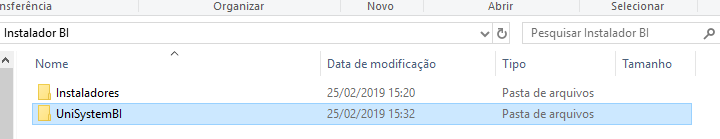 nsferência Organizar Novo Abrir Selecionar
Instalador BI Pesquisar Instalador BI
Nome Data de modificação Tipo Tamanho
Instaladores 25/02/2019 15:20 Pasta de arquivos
UniSystemBI 25/02/2019 15:32 Pasta de arquivos